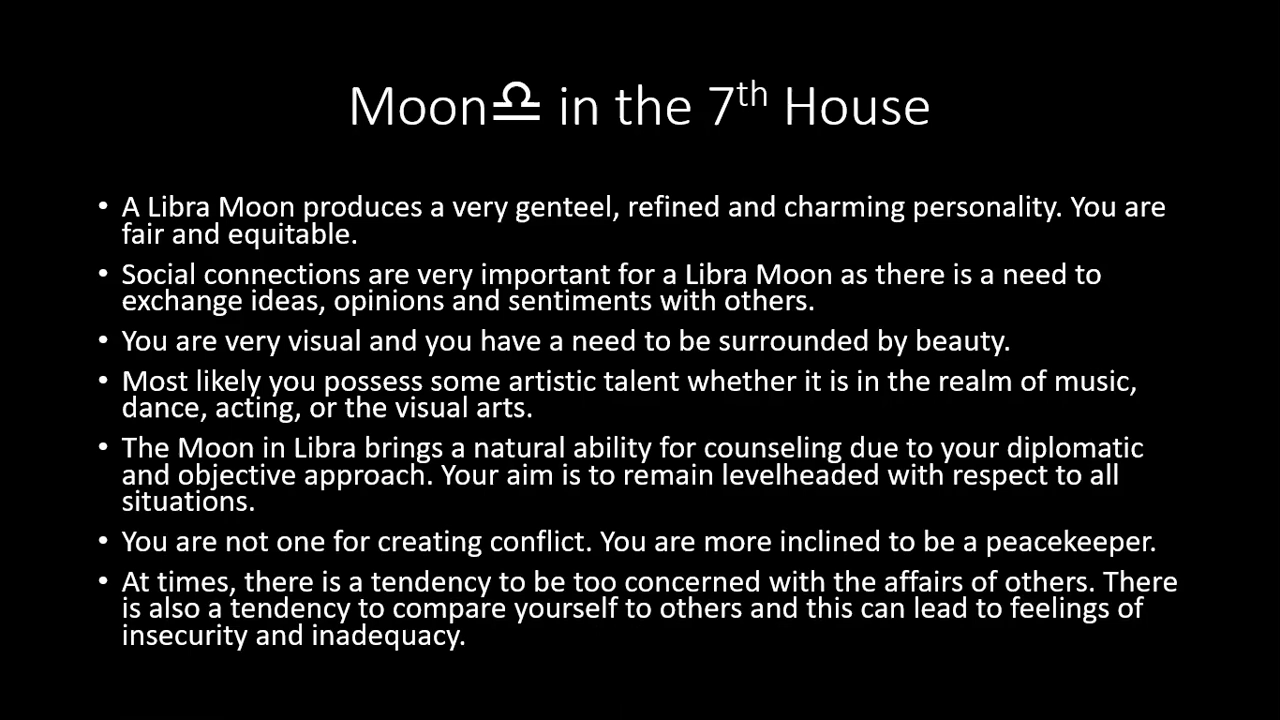 Moon♎ in the 7th House
• A Libra Moon produces a very genteel, refined and charming personality. You are
fair and equitable.
• Social connections are very important for a Libra Moon as there is a need to
exchange ideas, opinions and sentiments with others.
• You are very visual and you have a need to be surrounded by beauty.
• Most likely you possess some artistic talent whether it is in the realm of music,
dance, acting, or the visual arts.
• The Moon in Libra brings a natural ability for counseling due to your diplomatic
and objective approach. Your aim is to remain levelheaded with respect to all
situations.
• You are not one for creating conflict. You are more inclined to be a peacekeeper.
• At times, there is a tendency to be too concerned with the affairs of others. There
is also a tendency to compare yourself to others and this can lead to feelings of
insecurity and inadequacy.